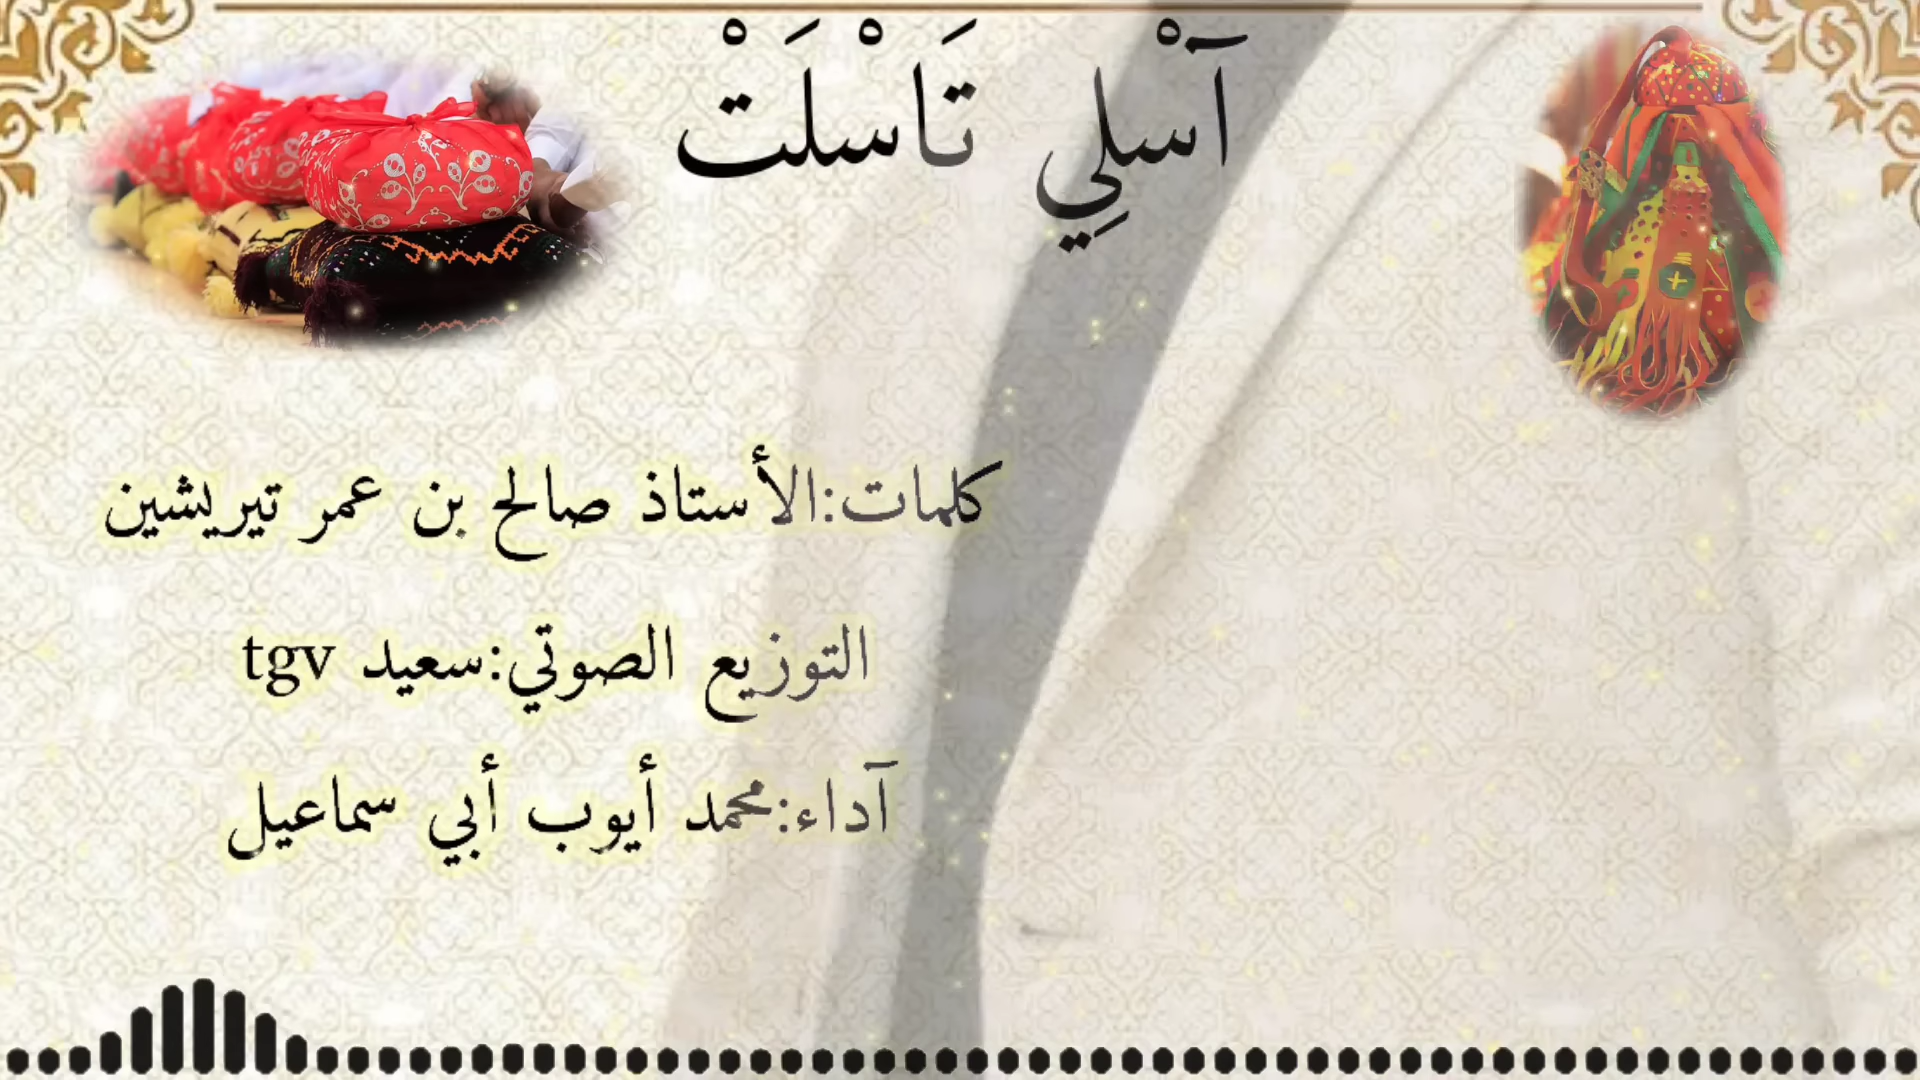 آسْلِي تَاسْلَتْ
كلمات:الأستاذ صالح بن عمر تيريشين
التوزيع الصوتي:سعيد tgv
آداء:محمد أيوب أبي سماعيل